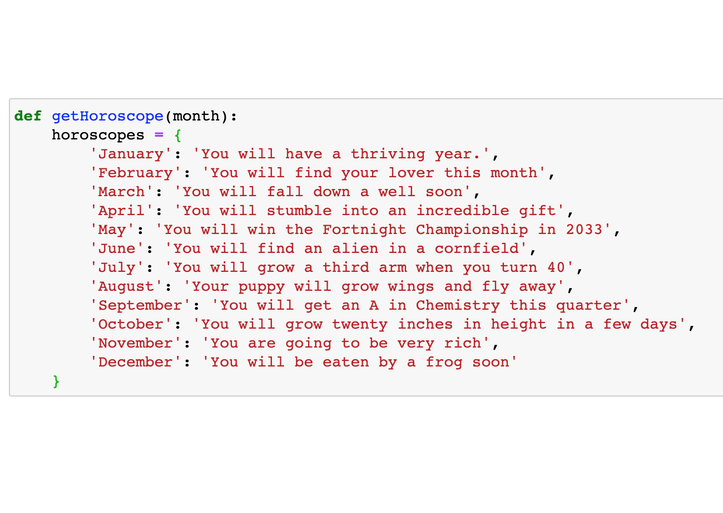 def getHoroscope(month):
    horoscopes = {
        'January': 'You will have a thriving year.',
        'February': 'You will find your lover this month',
        'March': 'You will fall down a well soon',
        'April': 'You will stumble into an incredible gift',
        'May': 'You will win the Fortnight Championship in 2033',
        'June': 'You will find an alien in a cornfield',
        'July': 'You will grow a third arm when you turn 40',
        'August': 'Your puppy will grow wings and fly away',
        'September': 'You will get an A in Chemistry this quarter',
        'October': 'You will grow twenty inches in height in a few days',
        'November': 'You are going to be very rich',
        'December': 'You will be eaten by a frog soon'
    }